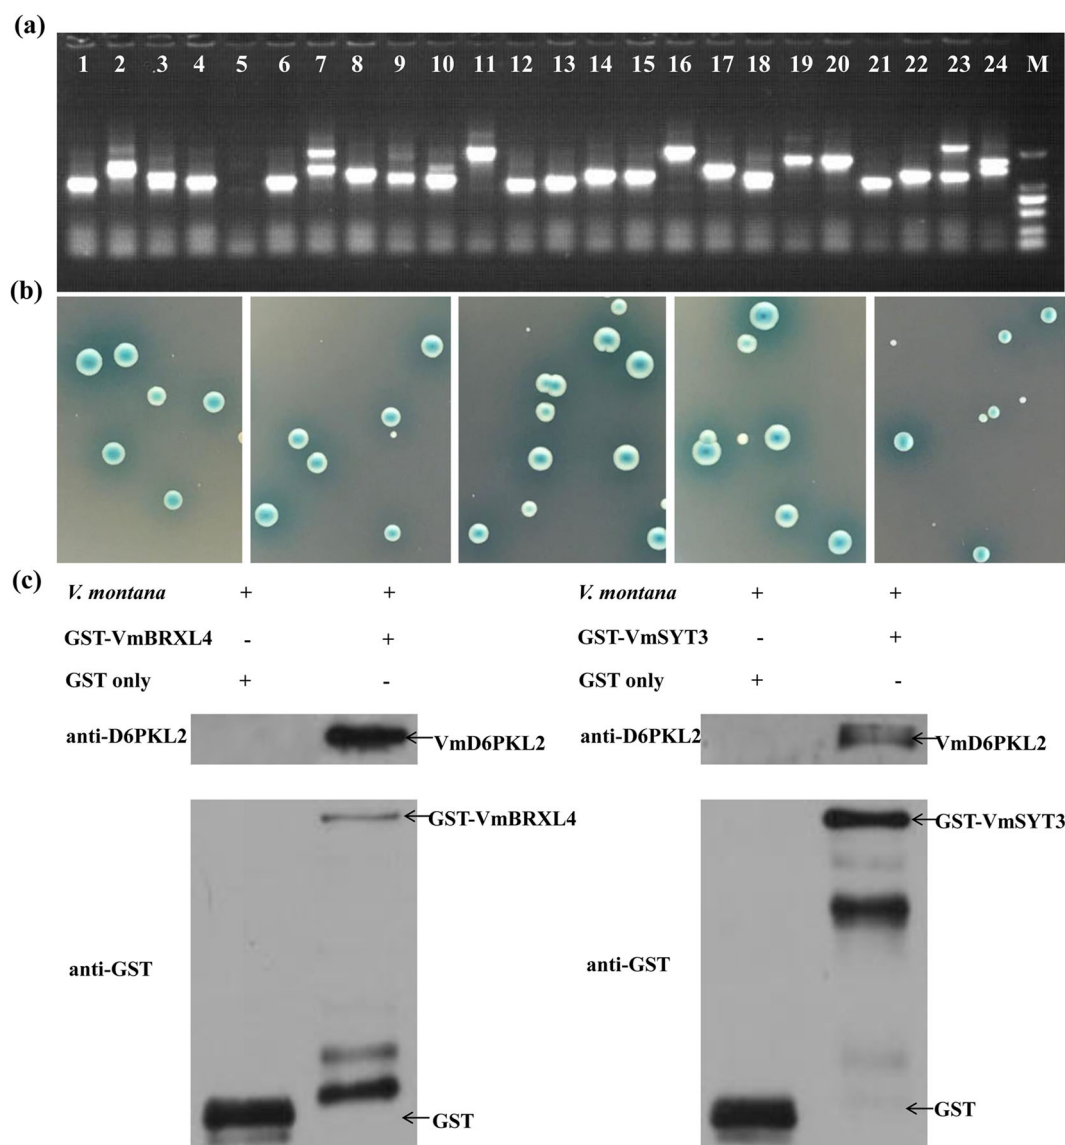 (a)
1 2 3 4 5 6 7 8 9 10 11 12 13 14 15 16 17 18 19 20 21 22 23 24 M
(b)
(c)
V. montana + +
GST-VmBRXL4 - +
GST only + -
anti-D6PKL2
VmD6PKL2
GST-VmBRXL4
anti-GST
GST
V. montana + +
GST-VmSYT3 - +
GST only + -
anti-D6PKL2
VmD6PKL2
GST-VmSYT3
anti-GST
GST